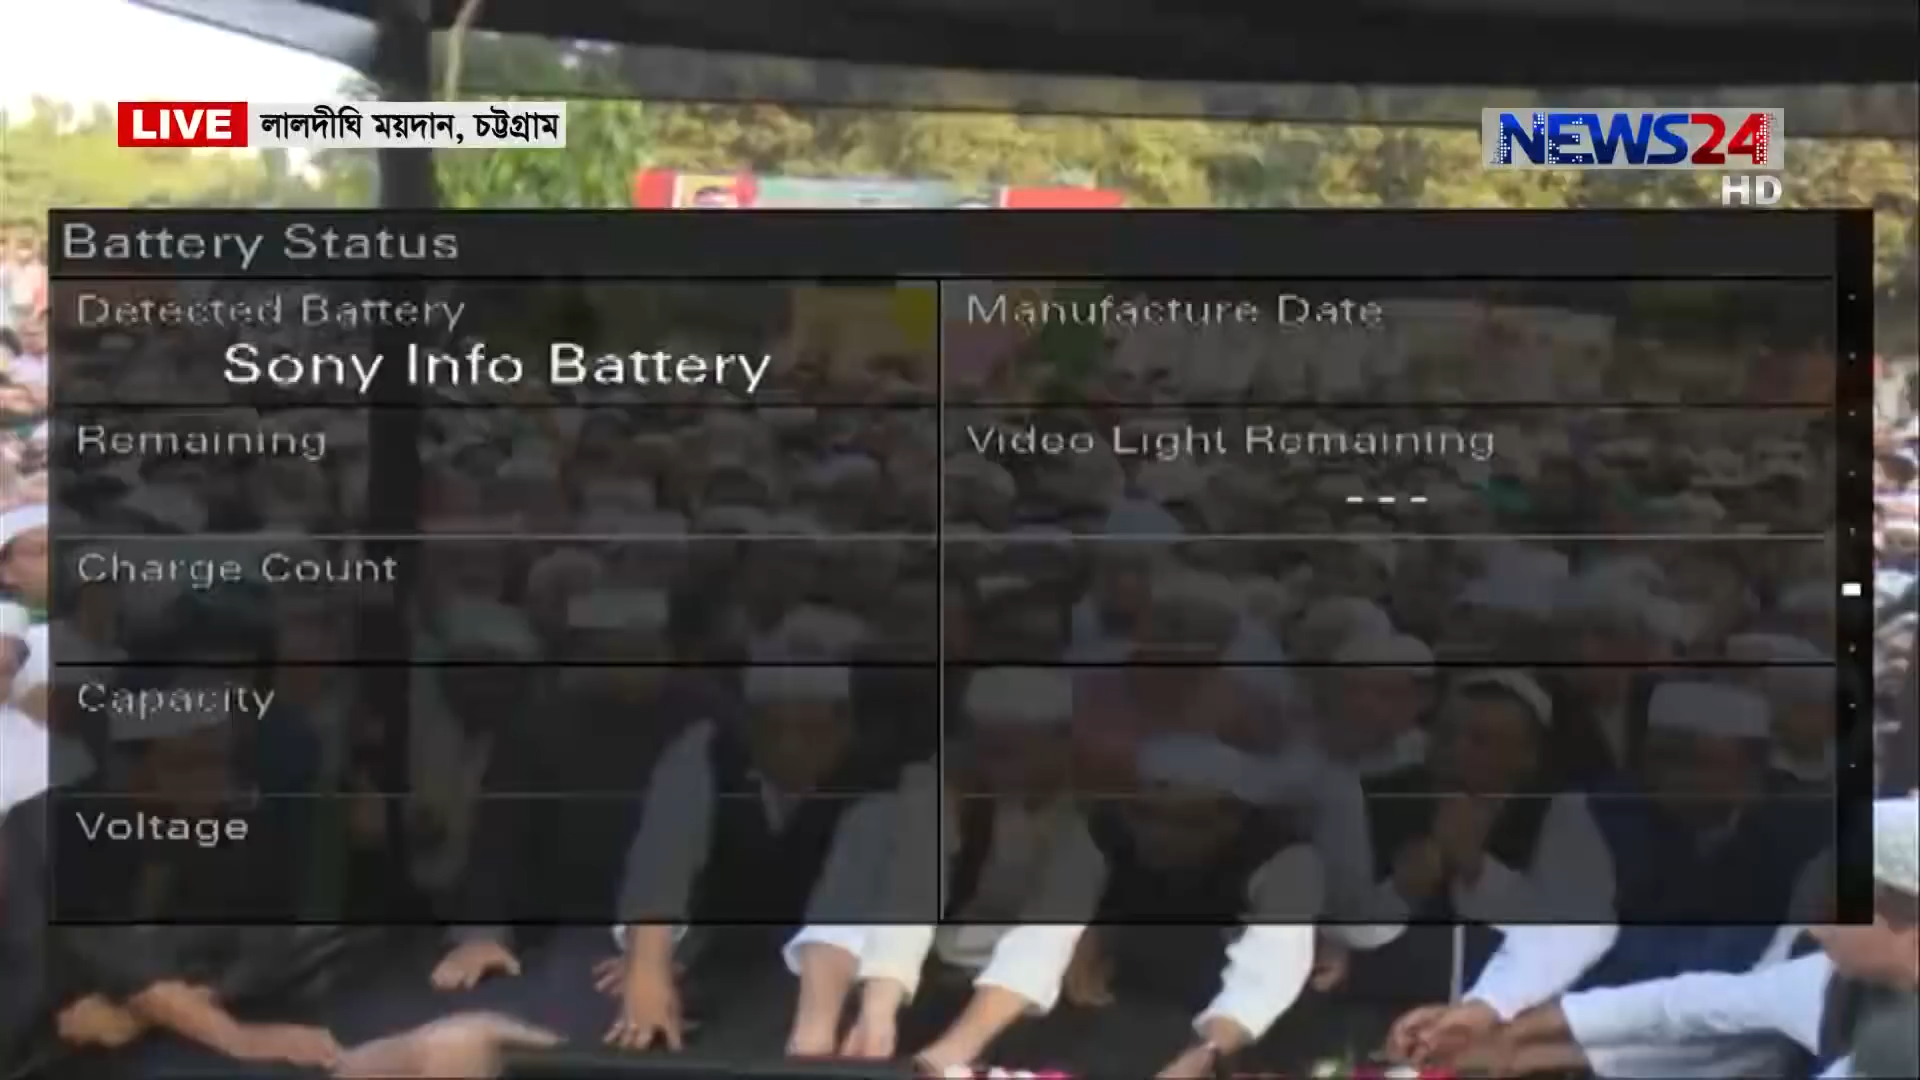 LIVE লালদীঘি ময়দান, চট্টগ্রাম
NEWS24
HD
Battery Status
Detected Battery
Sony Info Battery
Manufacture Date
Remaining
Video Light Remaining
---
Charge Count
Capacity
Voltage